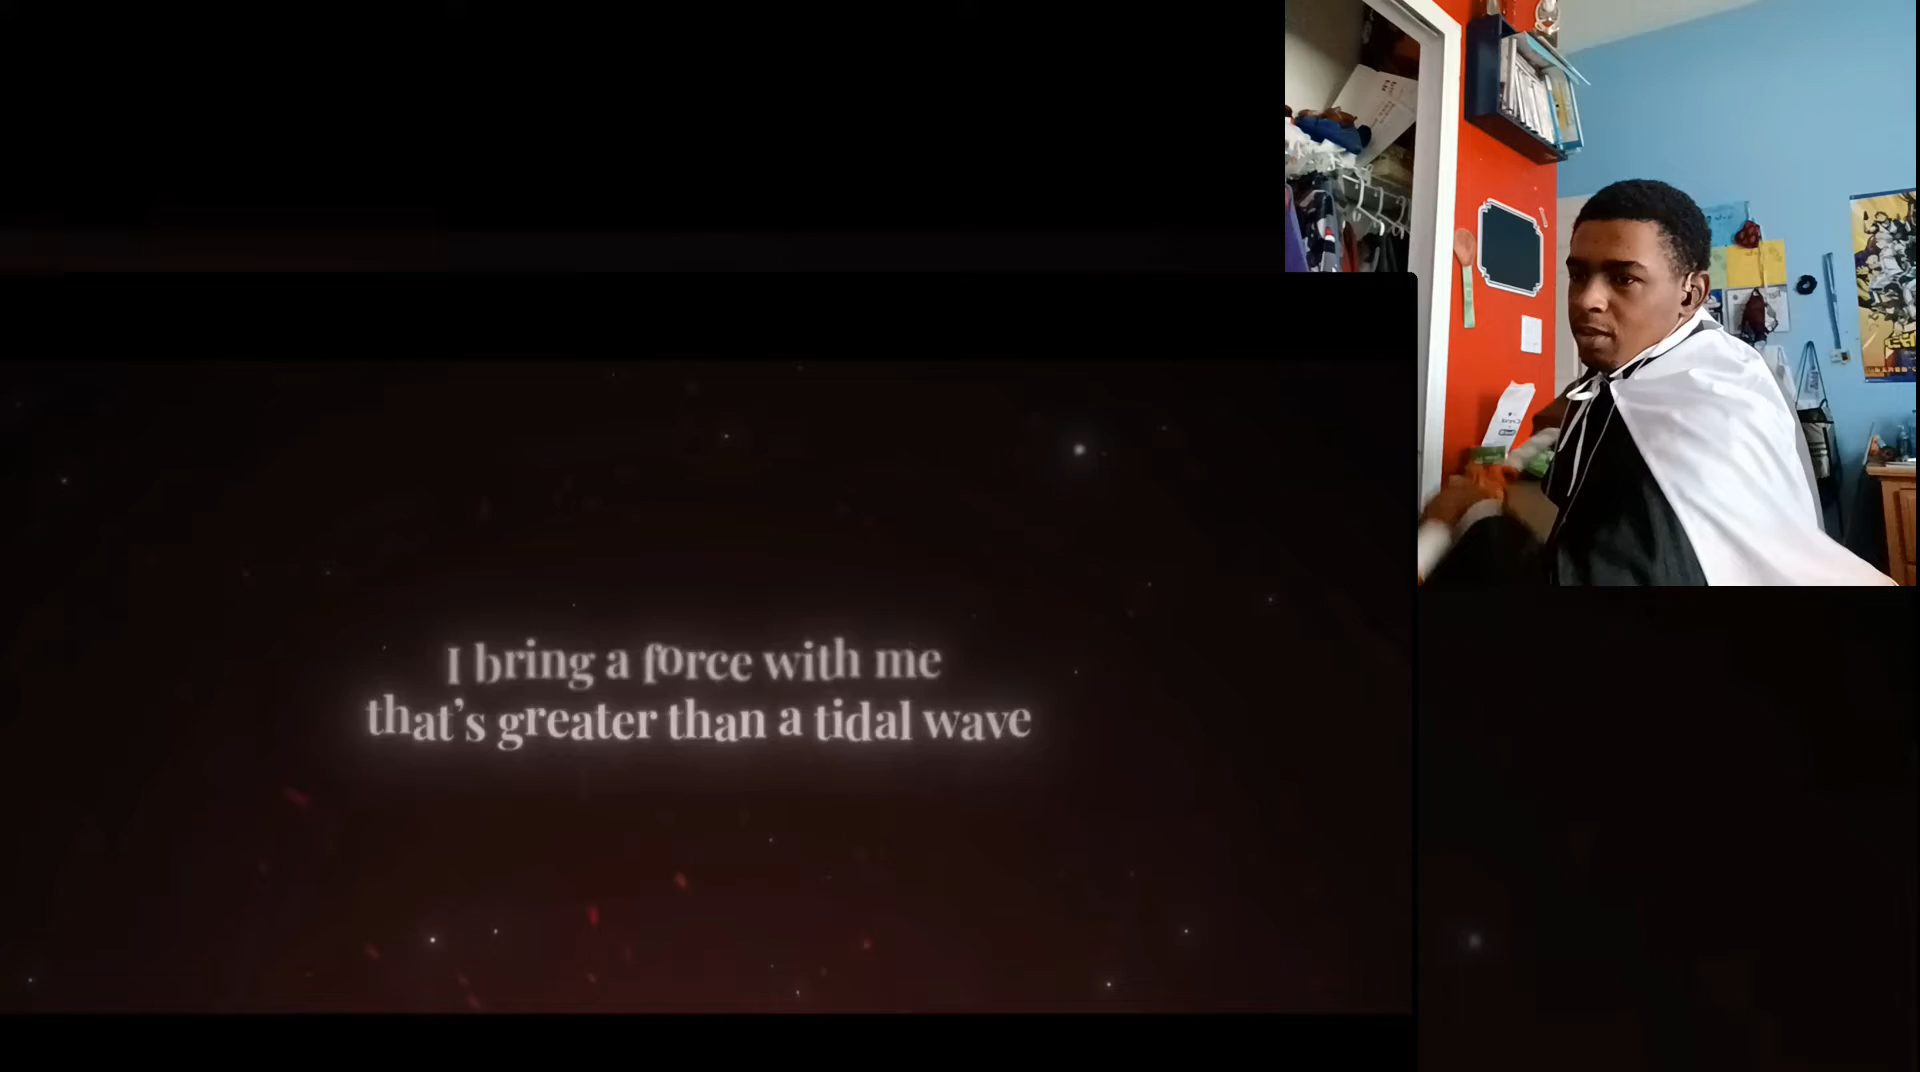 I bring a force with me
that's greater than a tidal wave